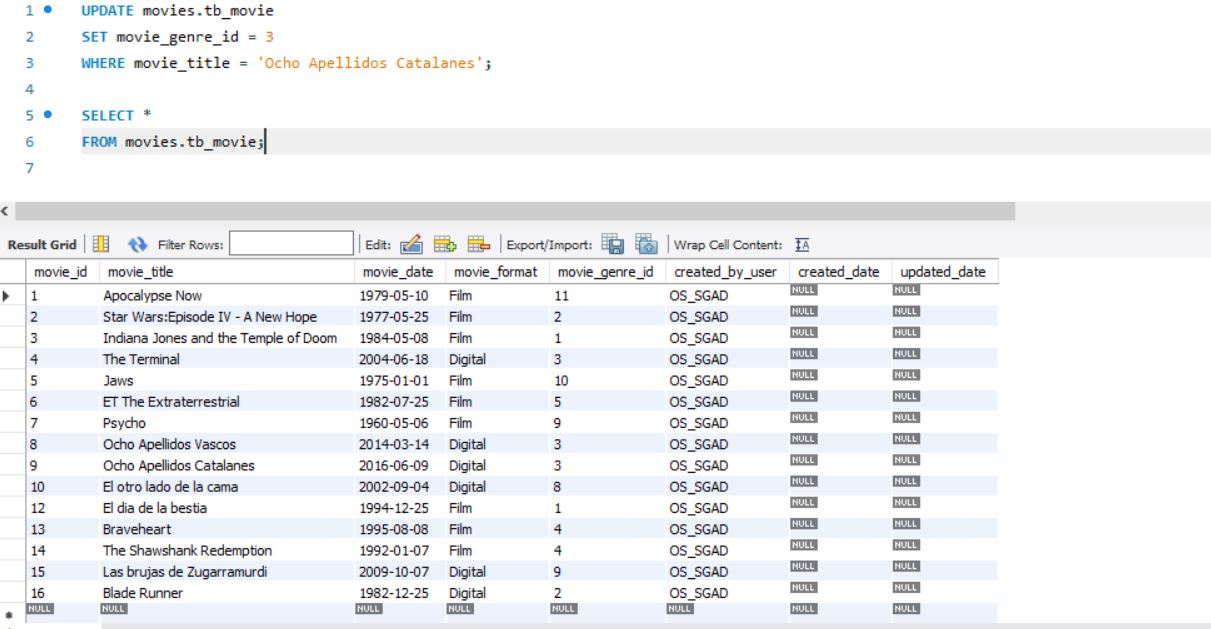 1 UPDATE movies.tb_movie
2 SET movie_genre_id = 3
3 WHERE movie_title = 'Ocho Apellidos Catalanes';
4
5 SELECT *
6 FROM movies.tb_movie;
7
Result Grid Filter Rows: Edit: Export/Import: Wrap Cell Content: IA
movie_id movie_title movie_date movie_format movie_genre_id created_by_user created_date updated_date
1 Apocalypse Now 1979-05-10 Film 11 OS_SGAD NULL NULL
2 Star Wars:Episode IV - A New Hope 1977-05-25 Film 2 OS_SGAD NULL NULL
3 Indiana Jones and the Temple of Doom 1984-05-08 Film 1 OS_SGAD NULL NULL
4 The Terminal 2004-06-18 Digital 3 OS_SGAD NULL NULL
5 Jaws 1975-01-01 Film 10 OS_SGAD NULL NULL
6 ET The Extraterrestrial 1982-07-25 Film 5 OS_SGAD NULL NULL
7 Psycho 1960-05-06 Film 9 OS_SGAD NULL NULL
8 Ocho Apellidos Vascos 2014-03-14 Digital 3 OS_SGAD NULL NULL
9 Ocho Apellidos Catalanes 2016-06-09 Digital 3 OS_SGAD NULL NULL
10 El otro lado de la cama 2002-09-04 Digital 8 OS_SGAD NULL NULL
12 El dia de la bestia 1994-12-25 Film 1 OS_SGAD NULL NULL
13 Braveheart 1995-08-08 Film 4 OS_SGAD NULL NULL
14 The Shawshank Redemption 1992-01-07 Film 4 OS_SGAD NULL NULL
15 Las brujas de Zugarramurdi 2009-10-07 Digital 9 OS_SGAD NULL NULL
16 Blade Runner 1982-12-25 Digital 2 OS_SGAD NULL NULL
NULL NULL NULL NULL NULL NULL NULL NULL